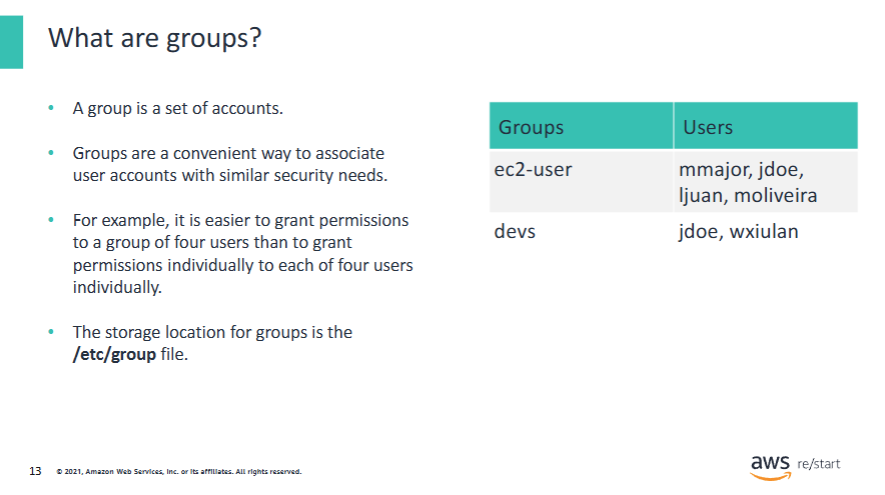 What are groups?
• A group is a set of accounts.
• Groups are a convenient way to associate
user accounts with similar security needs.
• For example, it is easier to grant permissions
to a group of four users than to grant
permissions individually to each of four users
individually.
• The storage location for groups is the
/etc/group file.
Groups Users
ec2-user mmajor, jdoe,
ljuan, moliveira
devs jdoe, wxiulan
13 © 2021, Amazon Web Services, Inc. or its affiliates. All rights reserved.
aws re/start